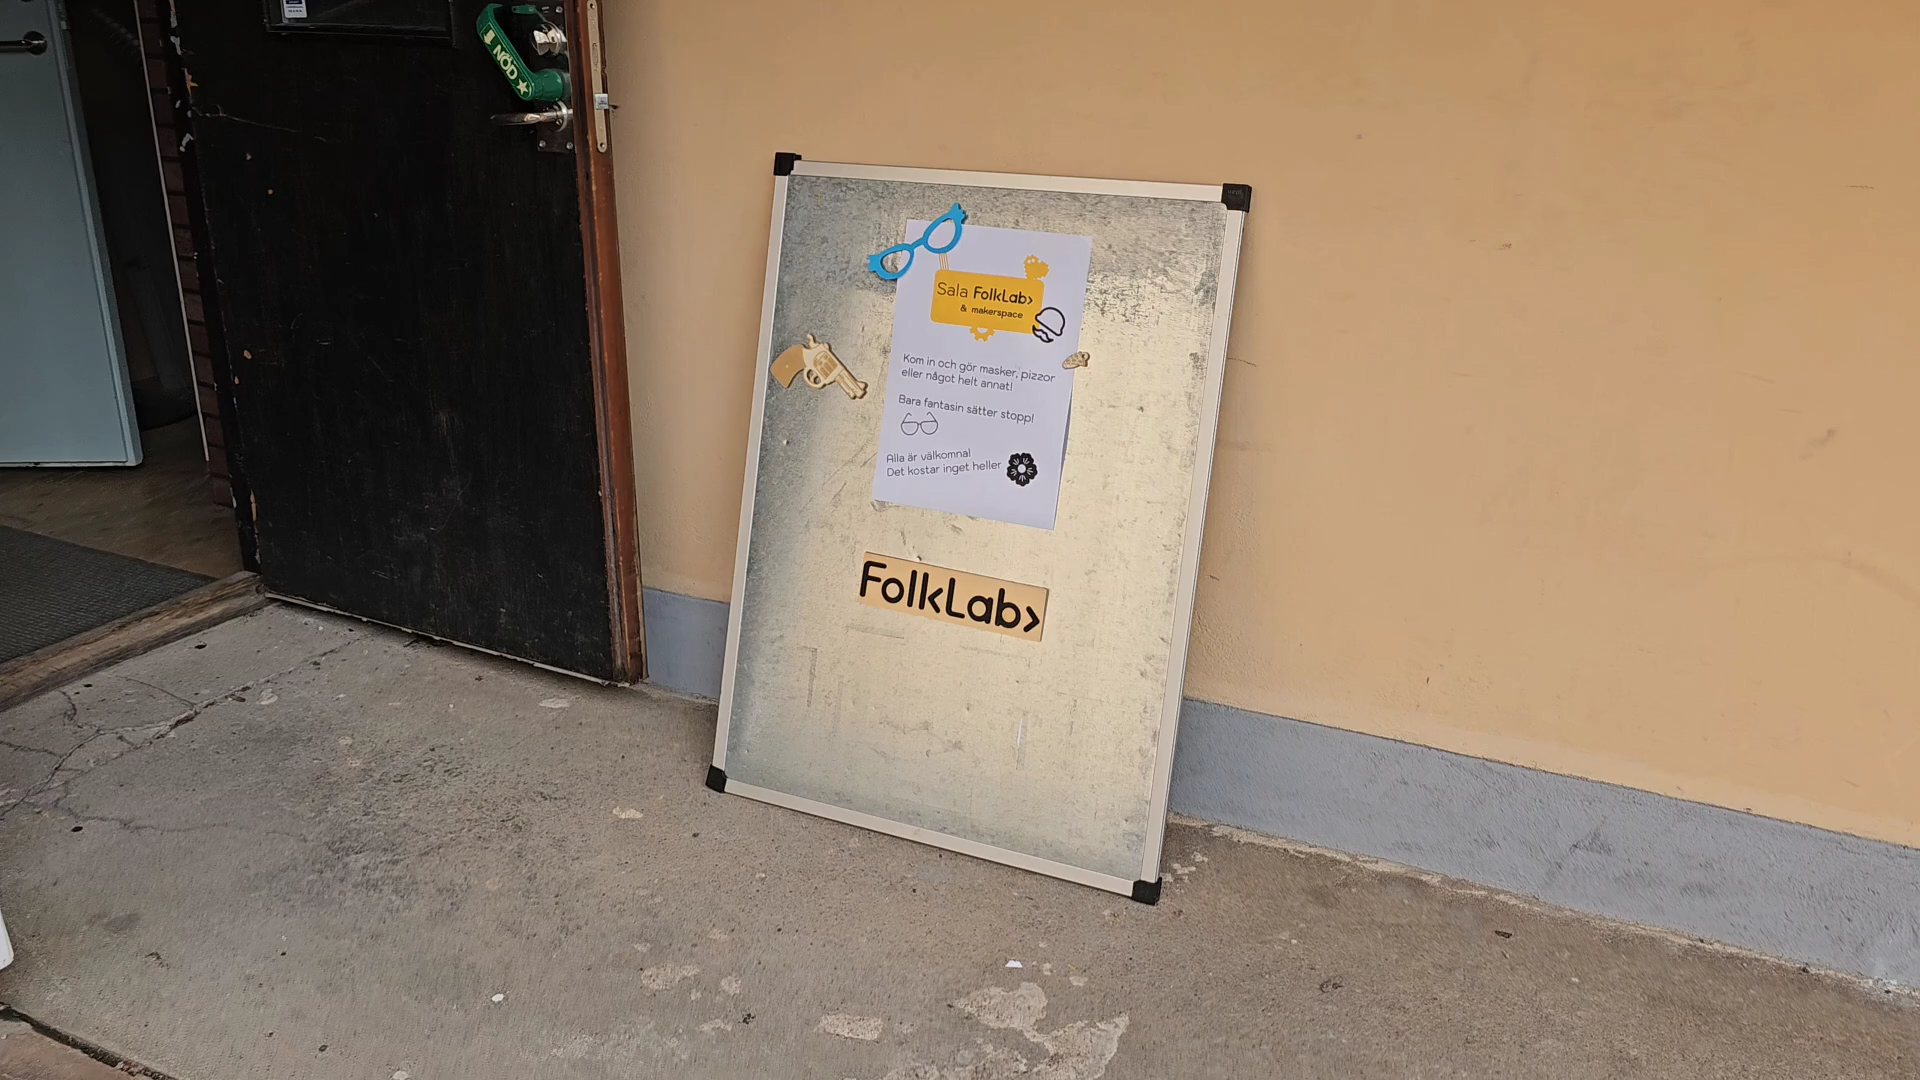 NÖD
Sala FolkLab>
& makerspace
Kom in och gör masker, pizzor
eller något helt annat!
Bara fantasin sätter stopp!
Alla är välkomna!
Det kostar inget heller
FolkLab>